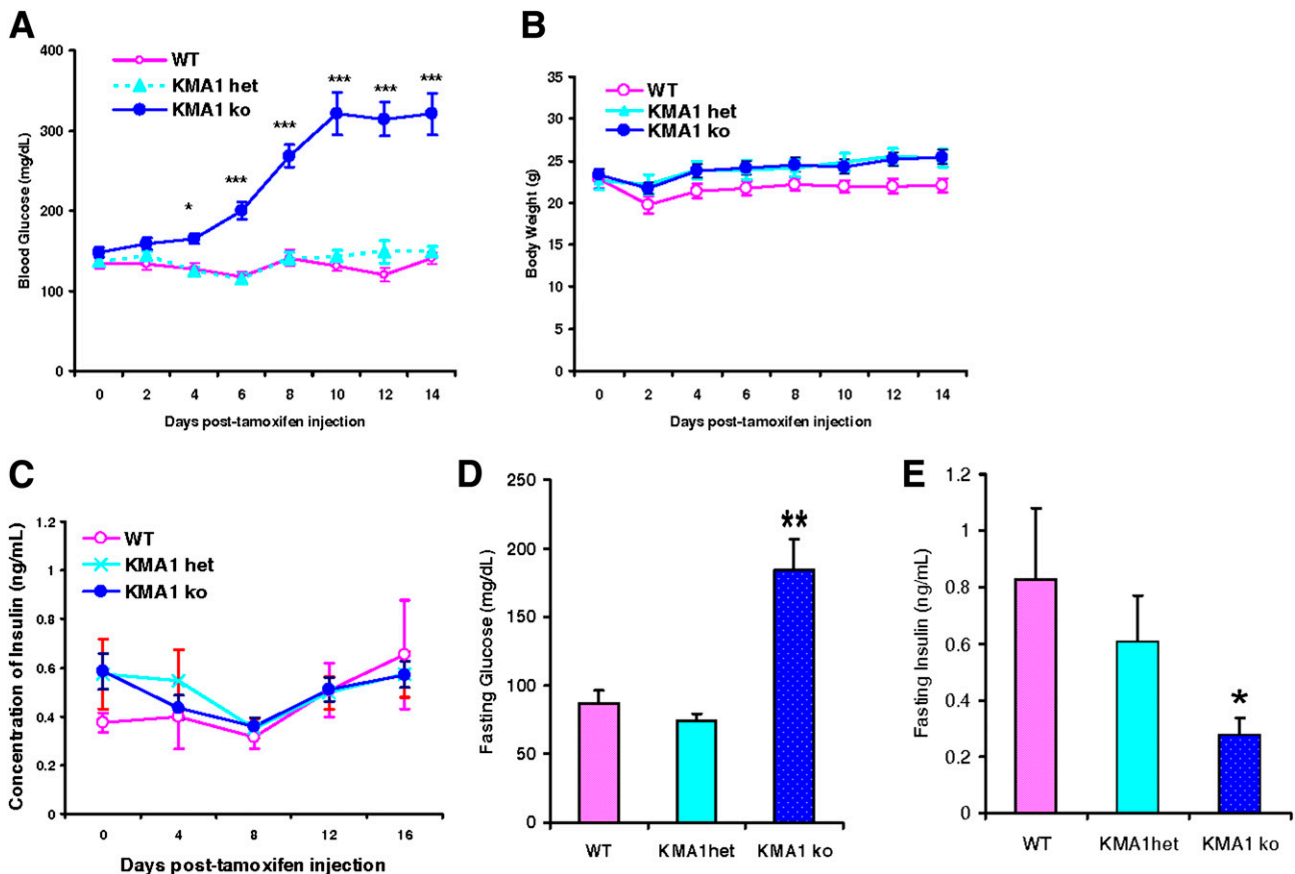 A
WT
KMA1 het
KMA1 ko
400
300
200
100
0
*
***
***
***
***
***
0 2 4 6 8 10 12 14
Blood Glucose (mg/dL)
Days post-tamoxifen injection
B
WT
KMA1 het
KMA1 ko
35
30
25
20
15
10
5
0
0 2 4 6 8 10 12 14
Body Weight (g)
Days post-tamoxifen injection
C
WT
KMA1 het
KMA1 ko
1.2
1
0.8
0.6
0.4
0.2
0
0 4 8 12 16
Concentration of Insulin (ng/mL)
Days post-tamoxifen injection
D
250
200
150
100
50
0
**
Fasting Glucose (mg/dL)
WT KMA1het KMA1 ko
E
1.2
1
0.8
0.6
0.4
0.2
0
*
Fasting Insulin (ng/mL)
WT KMA1het KMA1 ko